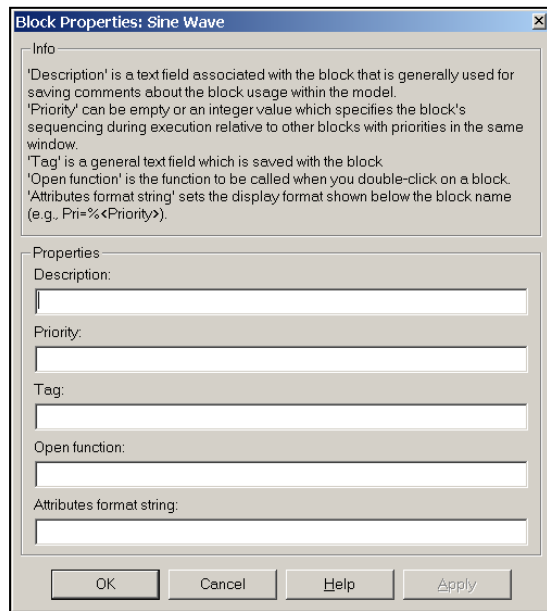 Block Properties: Sine Wave
Info
'Description' is a text field associated with the block that is generally used for
saving comments about the block usage within the model.
'Priority' can be empty or an integer value which specifies the block's
sequencing during execution relative to other blocks with priorities in the same
window.
'Tag' is a general text field which is saved with the block
'Open function' is the function to be called when you double-click on a block.
'Attributes format string' sets the display format shown below the block name
(e.g., Pri=%<Priority>).
Properties
Description:
Priority:
Tag:
Open function:
Attributes format string:
OK
Cancel
Help
Apply